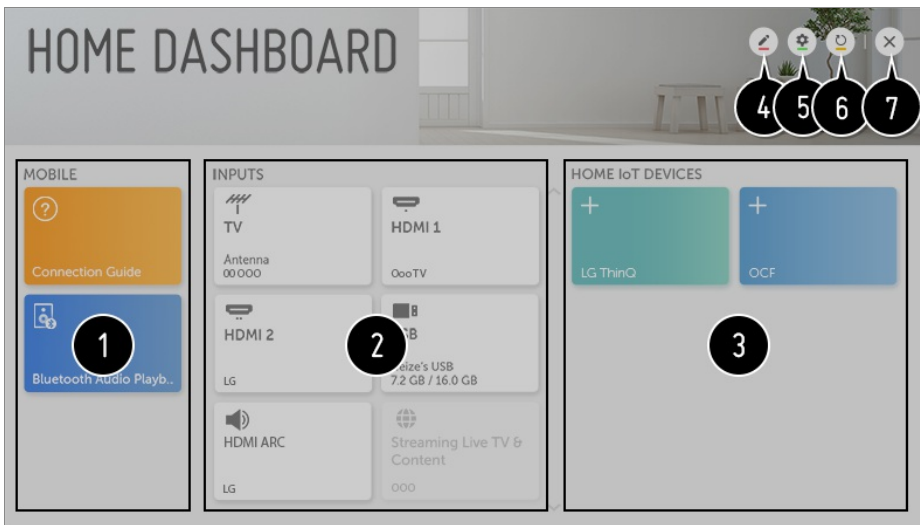 HOME DASHBOARD
4 5 6 7
MOBILE
Connection Guide
Bluetooth Audio Playb..
1
INPUTS
TV
Antenna
00 000
HDMI 1
OooTV
HDMI 2
LG
7.2 GB / 16.0 GB
USB
2
HDMI ARC
LG
Streaming Live TV &
Content
000
HOME IoT DEVICES
LG ThinQ
OCF
3